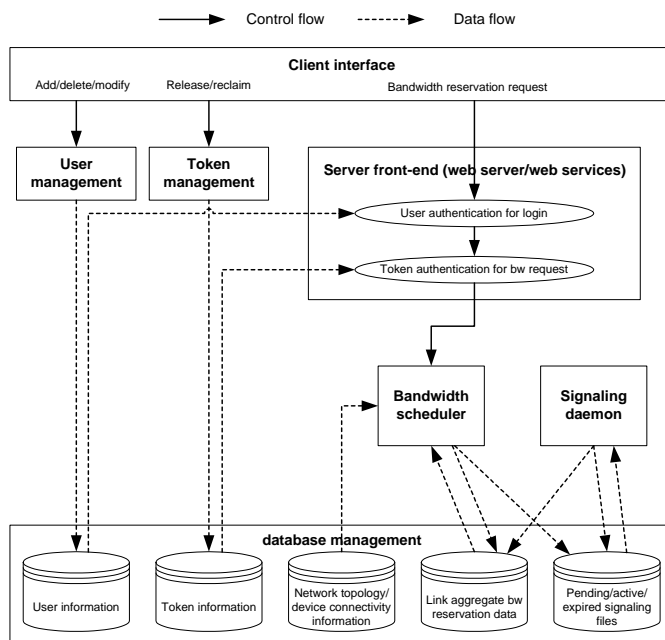 Control flow
Data flow
Client interface
Add/delete/modify
Release/reclaim
Bandwidth reservation request
User
management
Token
management
Server front-end (web server/web services)
User authentication for login
Token authentication for bw request
Bandwidth
scheduler
Signaling
daemon
database management
User information
Token information
Network topology/
device connectivity
information
Link aggregate bw
reservation data
Pending/active/
expired signaling
files